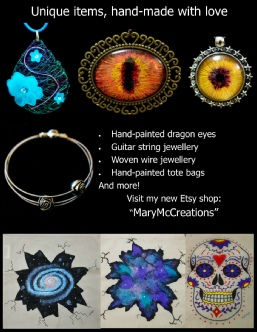 Unique items, hand-made with love
• Hand-painted dragon eyes
• Guitar string jewellery
• Woven wire jewellery
• Hand-painted tote bags
And more!
Visit my new Etsy shop:
“MaryMcCreations”